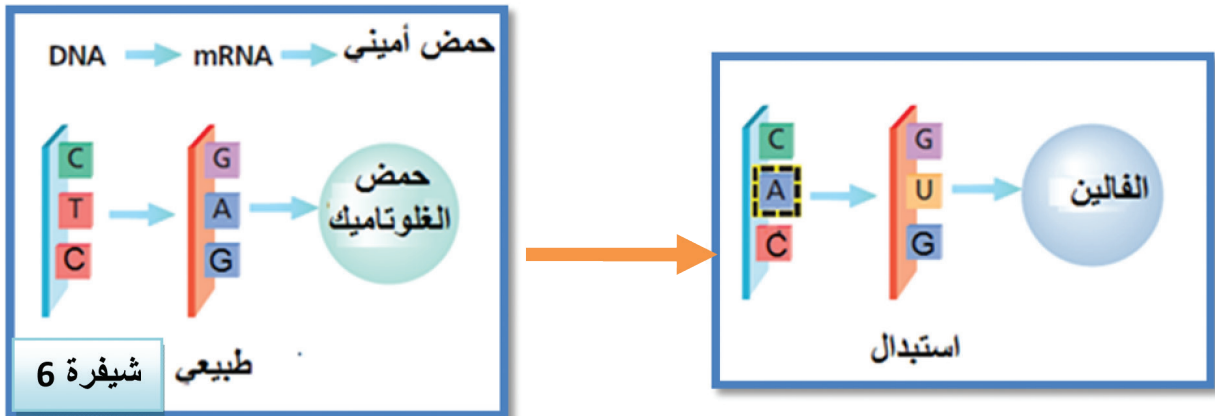 DNA mRNA حمض أميني
C
T
C
G
A
G
حمض
الغلوتاميك
شيفرة 6
طبيعي
C
A
C
G
U
G
الفالين
استبدال